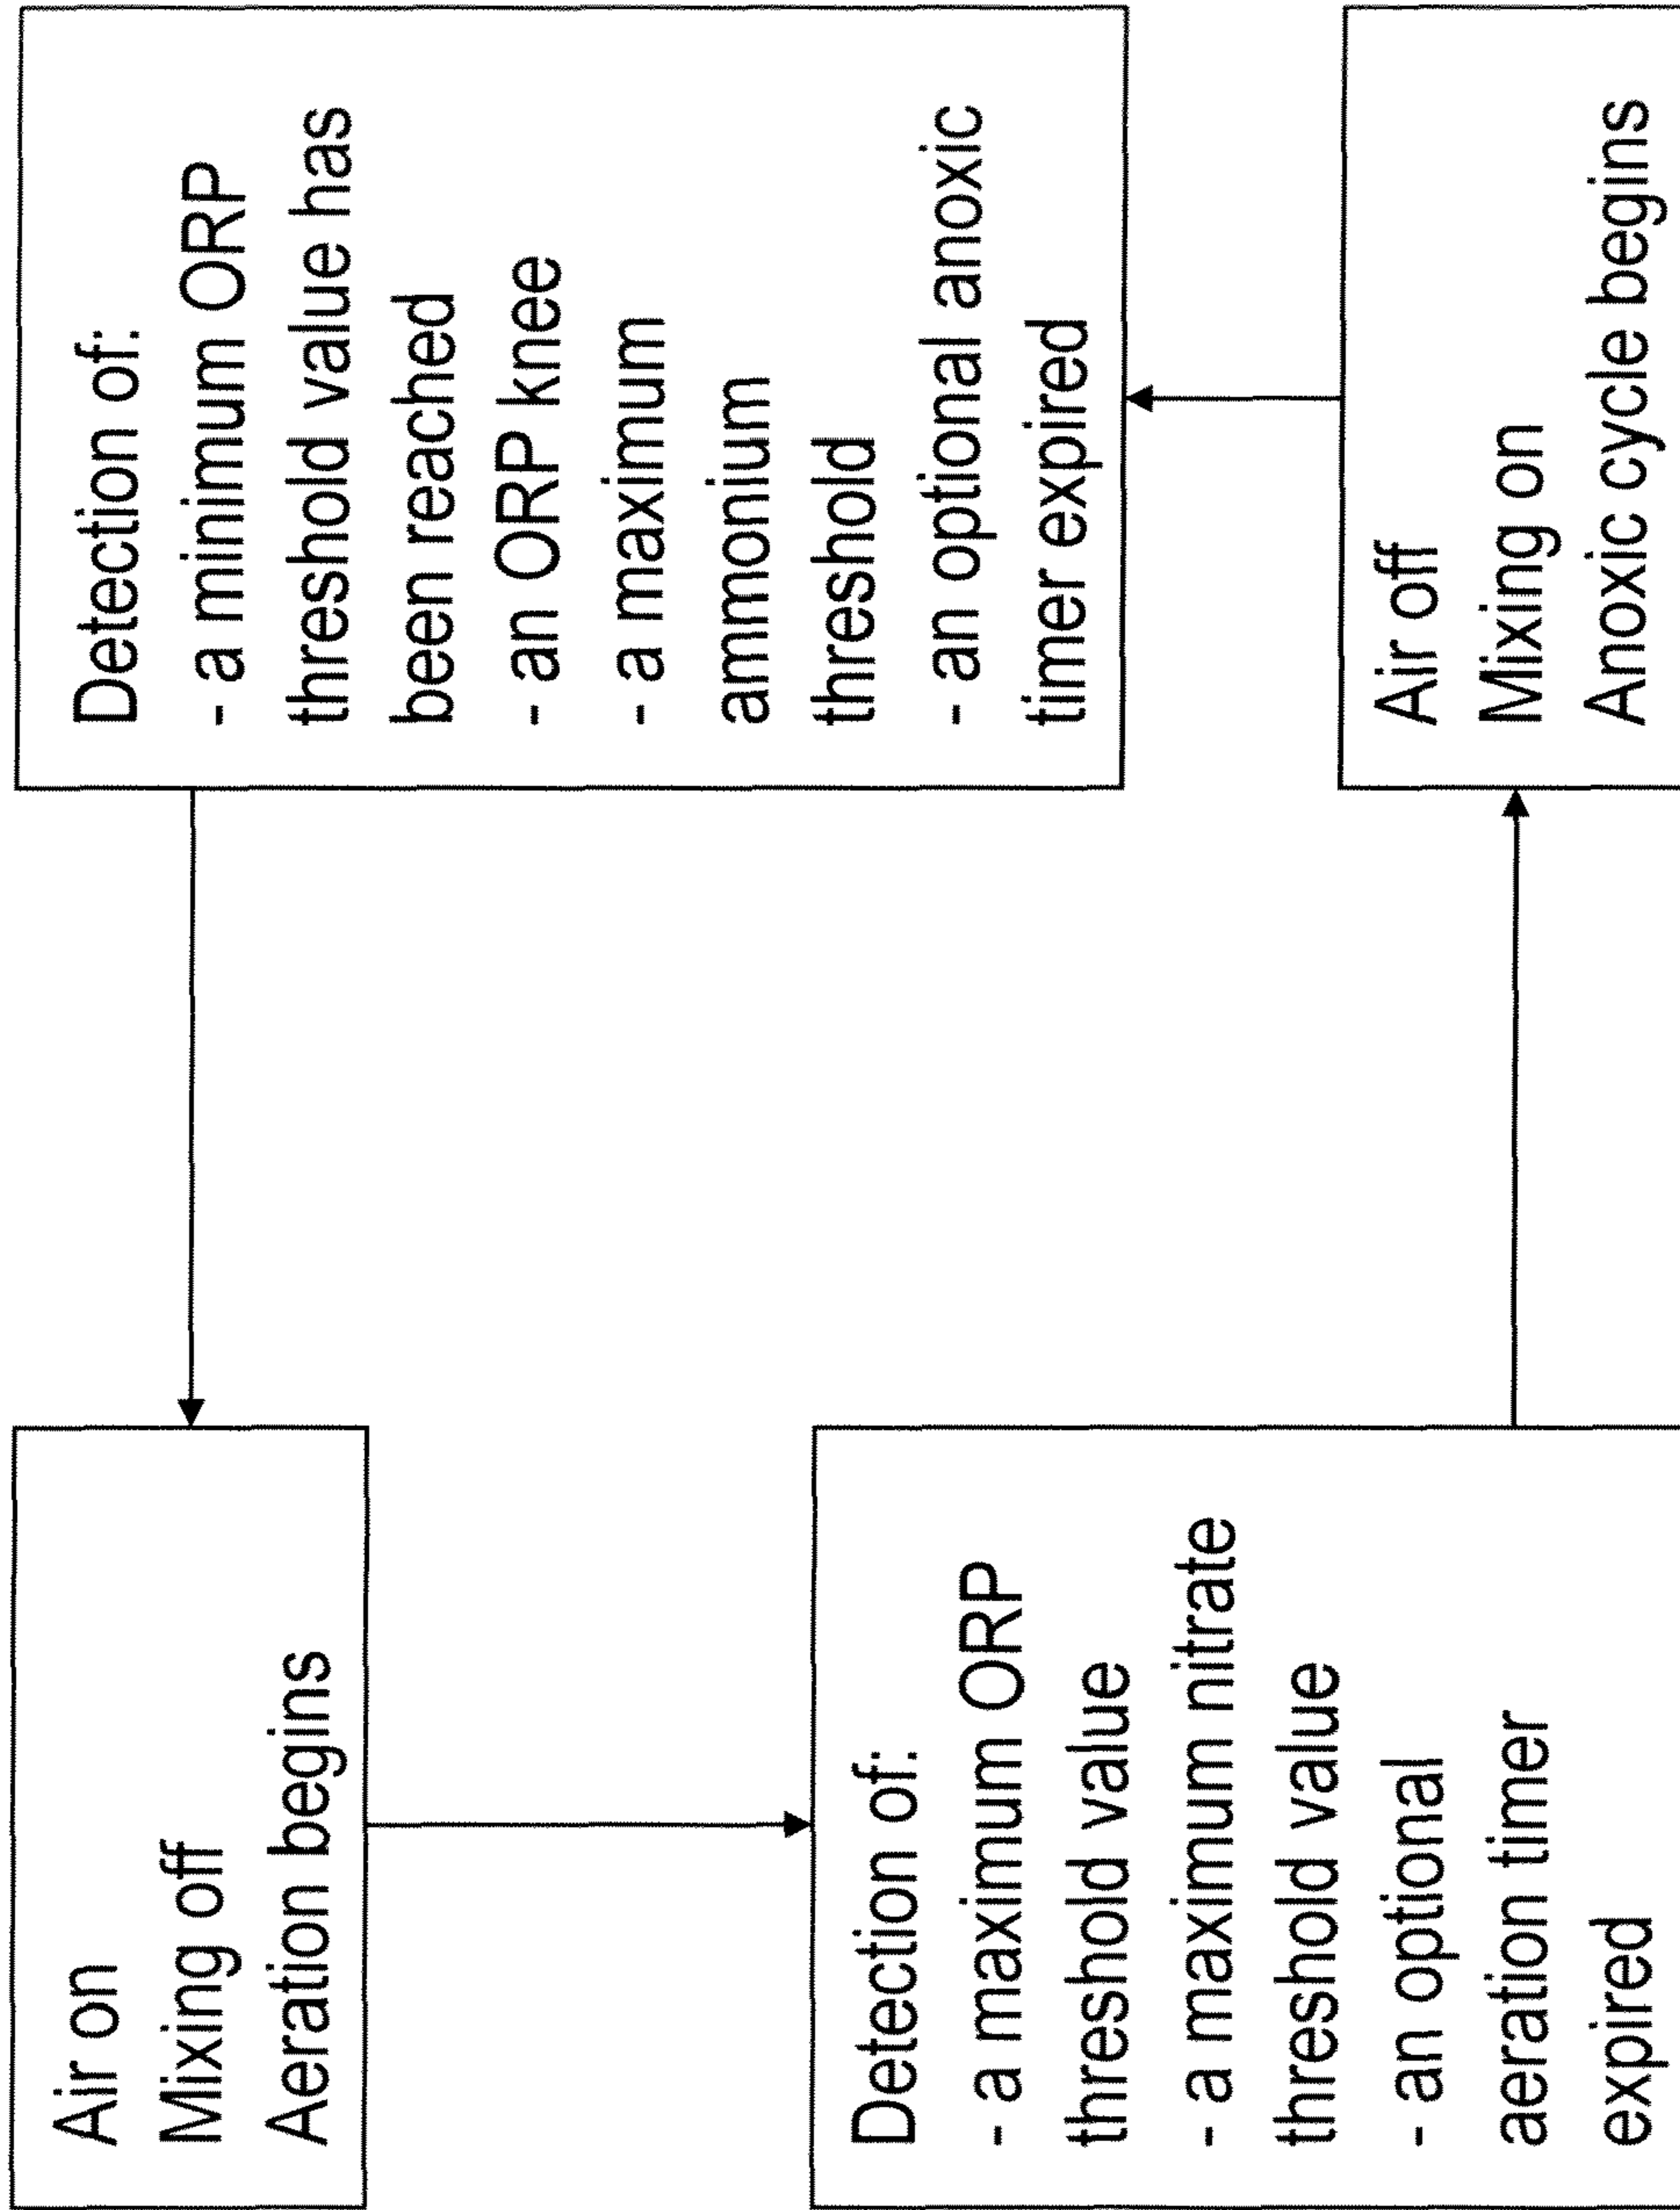 Air on
Mixing off
Aeration begins
Detection of:
- a maximum ORP
threshold value
- a maximum nitrate
threshold value
- an optional
aeration timer
expired
Air off
Mixing on
Anoxic cycle begins
Detection of:
- a minimum ORP
threshold value has
been reached
- an ORP knee
- a maximum
ammonium
threshold
- an optional anoxic
timer expired